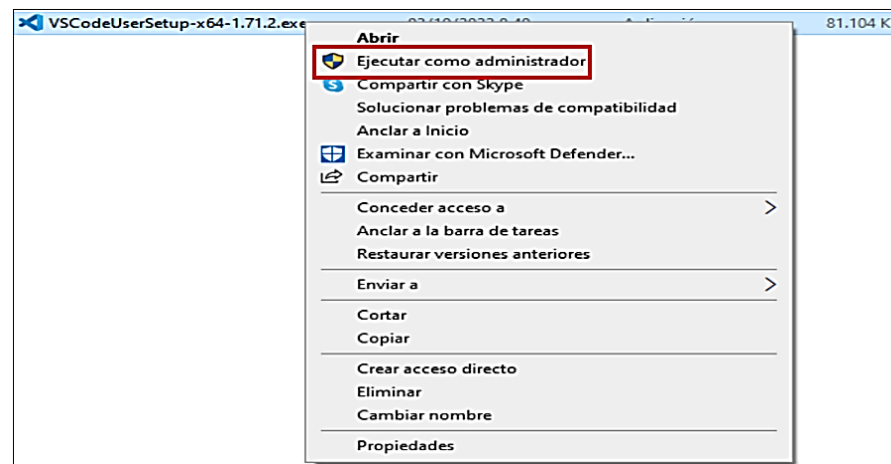 VSCodeUserSetup-x64-1.71.2.exe 81.104 K
Abrir
Ejecutar como administrador
Compartir con Skype
Solucionar problemas de compatibilidad
Anclar a Inicio
Examinar con Microsoft Defender...
Compartir
Conceder acceso a
Anclar a la barra de tareas
Restaurar versiones anteriores
Enviar a
Cortar
Copiar
Crear acceso directo
Eliminar
Cambiar nombre
Propiedades